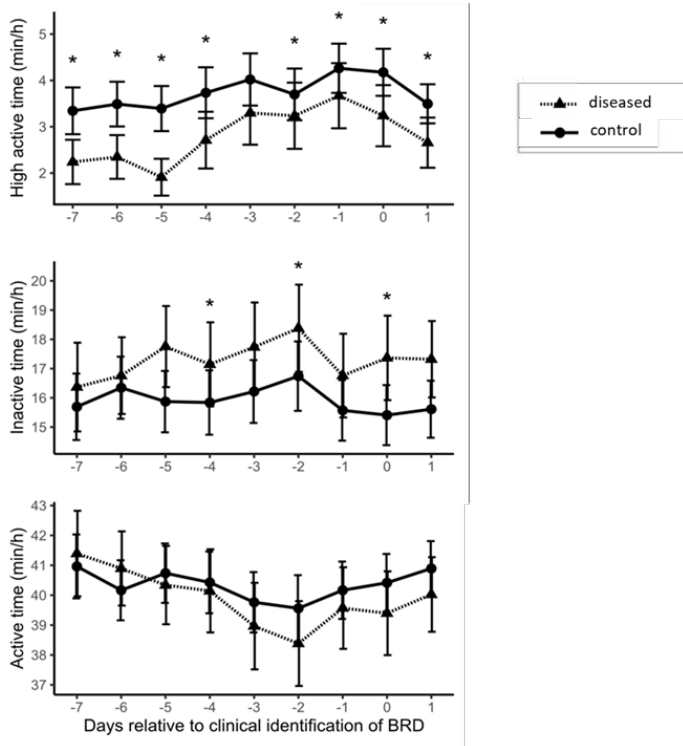 High active time (min/h)
5
4
3
2
* * * * * * * *
-7 -6 -5 -4 -3 -2 -1 0 1
diseased
control
Inactive time (min/h)
20
19
18
17
16
15
* * *
-7 -6 -5 -4 -3 -2 -1 0 1
Active time (min/h)
43
42
41
40
39
38
37
-7 -6 -5 -4 -3 -2 -1 0 1
Days relative to clinical identification of BRD